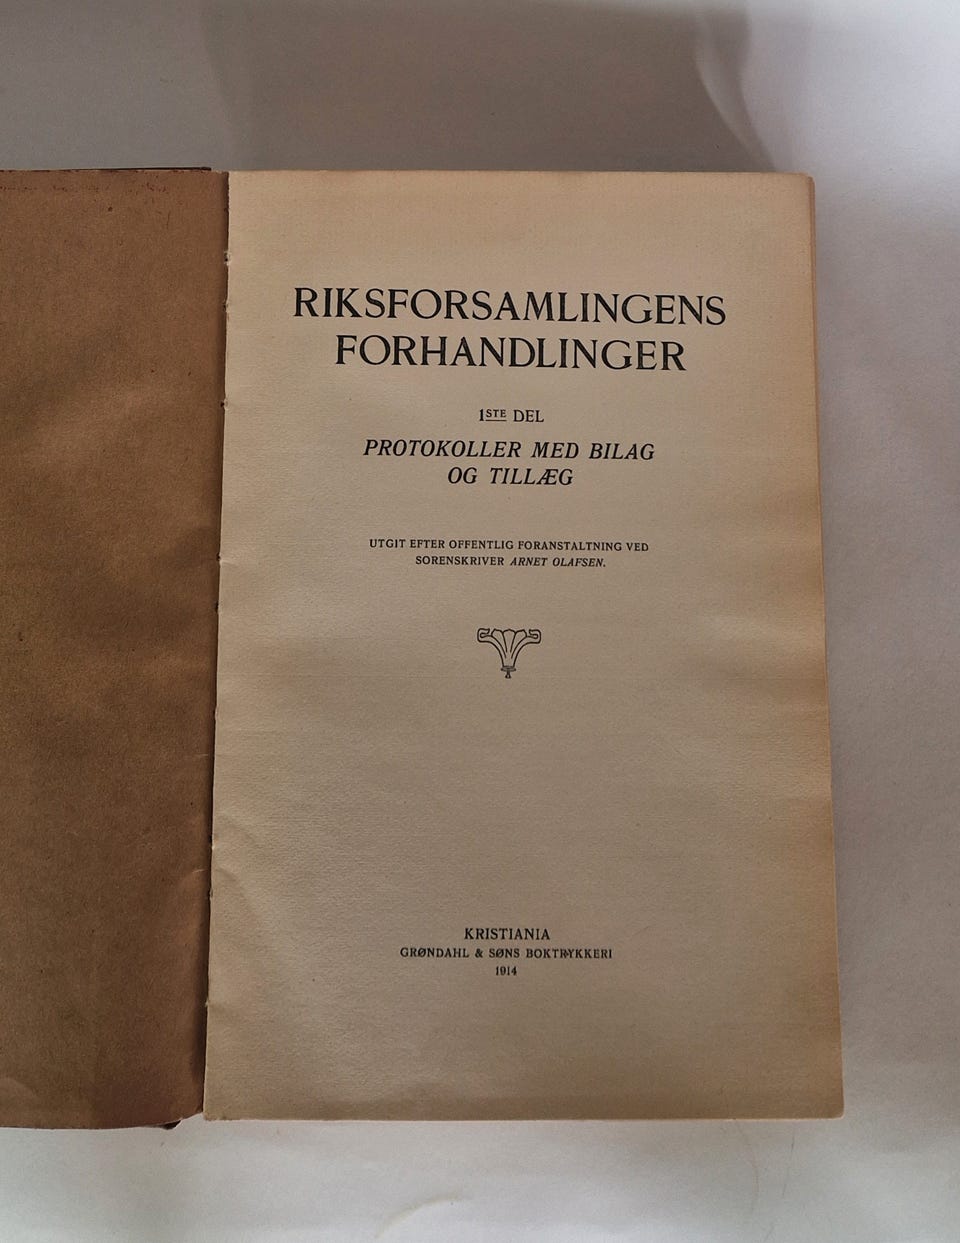 RIKSFORSAMLINGENS
FORHANDLINGER
1STE DEL
PROTOKOLLER MED BILAG
OG TILLÆG
UTGIT EFTER OFFENTLIG FORANSTALTNING VED
SORENSKRIVER ARNET OLAFSEN.
KRISTIANIA
GRØNDAHL & SØNS BOKTRYKKERI
1914